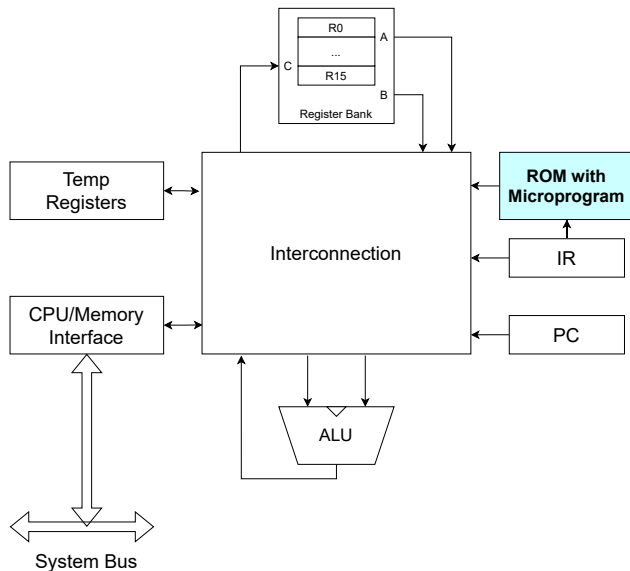 R0
A
...
C
R15
B
Register Bank
Temp
Registers
ROM with
Microprogram
Interconnection
IR
CPU/Memory
Interface
PC
ALU
System Bus